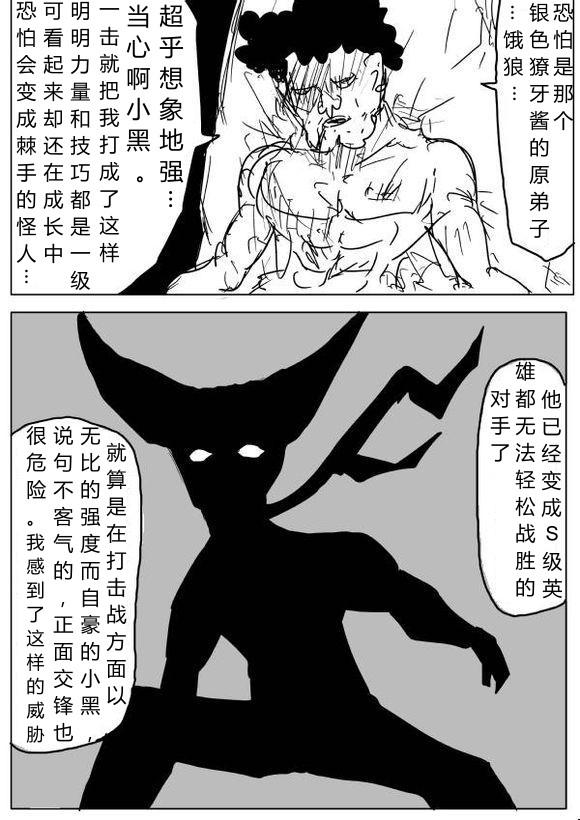 恐怕是那个
银色獠牙酱的原弟子
…饿狼…
超乎想象地强…
当心啊小黑。
一击就把我打成了这样
明明力量和技巧都是一级
可看起来却还在成长中
恐怕会变成棘手的怪人…
他已经变成S级英
雄都无法轻松战胜的
对手了
就算是在打击战方面以
无比的强度而自豪的小黑,
说句不客气的,正面交锋也
很危险。我感到了这样的威胁